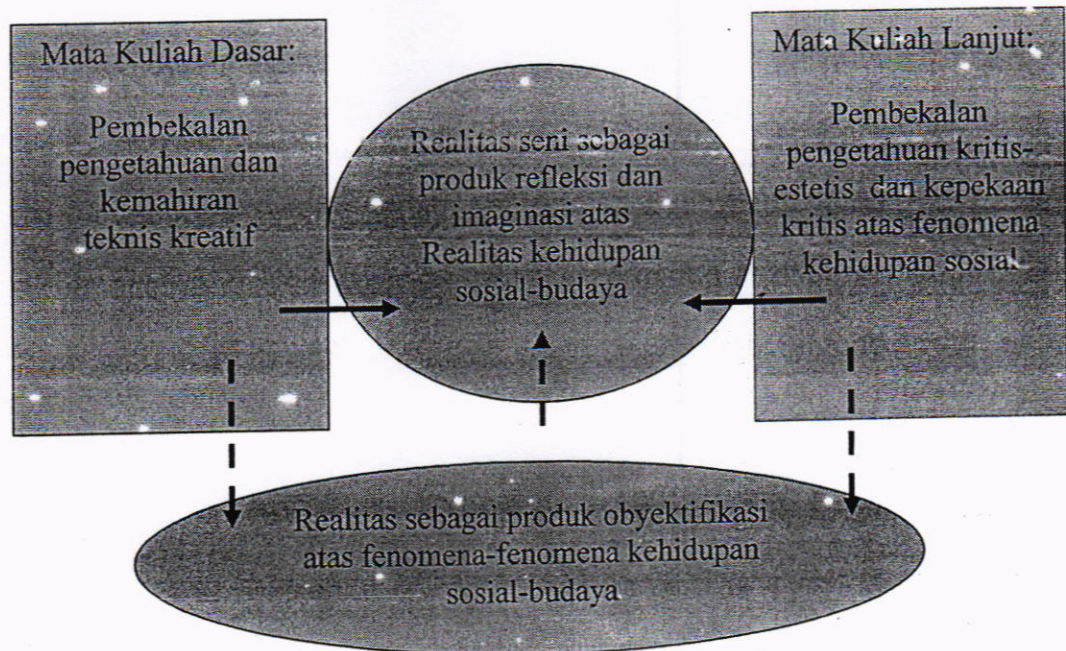 Mata Kuliah Dasar:
Pembekalan
pengetahuan dan
kemahiran
teknis kreatif
Realitas seni sebagai
produk refleksi dan
imaginasi atas
Realitas kehidupan
sosial-budaya
Mata Kuliah Lanjut:
Pembekalan
pengetahuan kritis-
estetis dan kepekaan
kritis atas fenomena
kehidupan sosial
Realitas sebagai produk obyektifikasi
atas fenomena-fenomena kehidupan
sosial-budaya